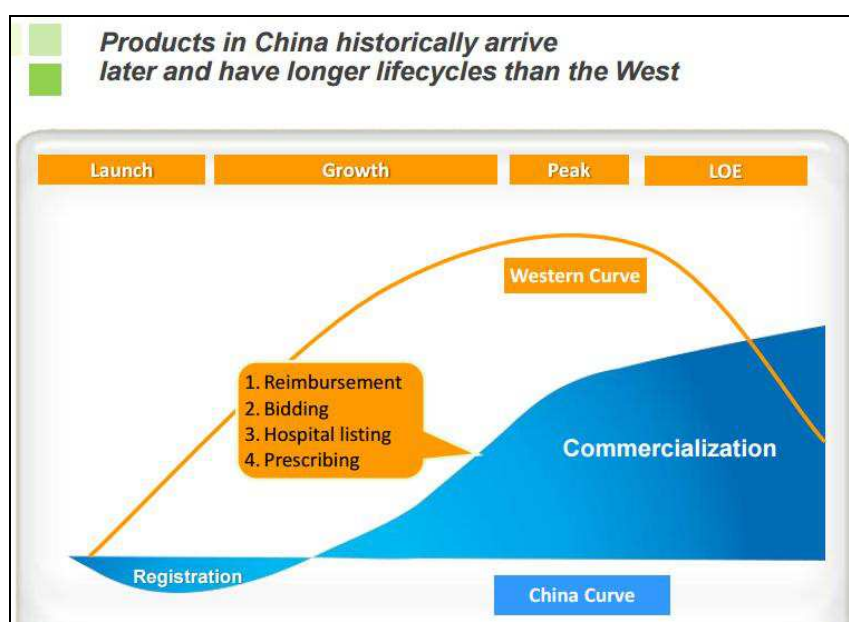 Products in China historically arrive
later and have longer lifecycles than the West
Launch
Growth
Peak
LOE
Western Curve
1. Reimbursement
2. Bidding
3. Hospital listing
4. Prescribing
Commercialization
Registration
China Curve